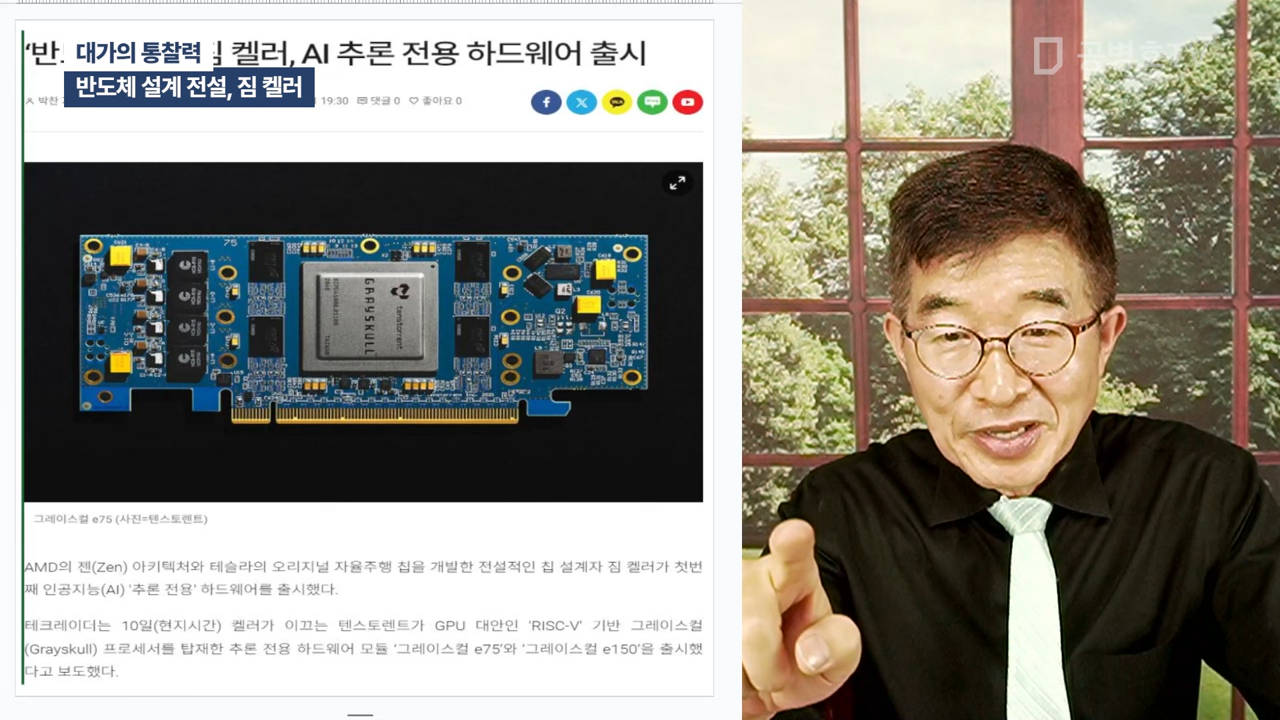 대가의 통찰력
반도체 설계 전설, 짐 켈러
'반 켈러, AI 추론 전용 하드웨어 출시
박찬 19:30 댓글 0 좋아요 0
75
GRAYSKULL
tenstorrent
그레이스컬 e75 (사진=텐스토렌트)
AMD의 젠(Zen) 아키텍처와 테슬라의 오리지널 자율주행 칩을 개발한 전설적인 칩 설계자 짐 켈러가 첫번
째 인공지능(AI) '추론 전용' 하드웨어를 출시했다.
테크레이더는 10일(현지시간) 켈러가 이끄는 텐스토렌트가 GPU 대안인 'RISC-V' 기반 그레이스컬
(Grayskull) 프로세서를 탑재한 추론 전용 하드웨어 모듈 '그레이스컬 e75'와 '그레이스컬 e150'을 출시했
다고 보도했다.